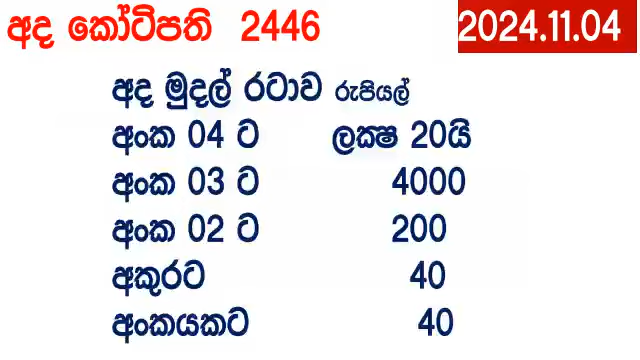 අද කෝටිපති 2446 2024.11.04
අද මුදල් රටාව රුපියල්
අංක 04 ට ලක්ෂ 20යි
අංක 03 ට 4000
අංක 02 ට 200
අකුරට 40
අංකයකට 40